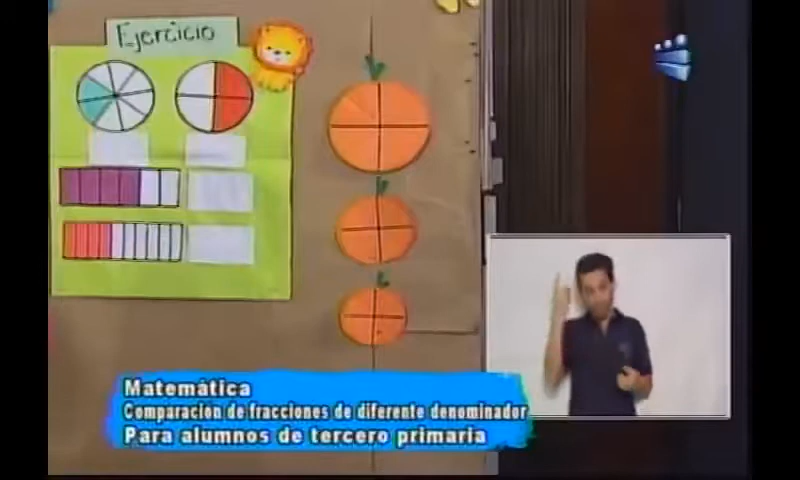 Ejercicio
Matemática
Comparación de fracciones de diferente denominador
Para alumnos de tercero primaria